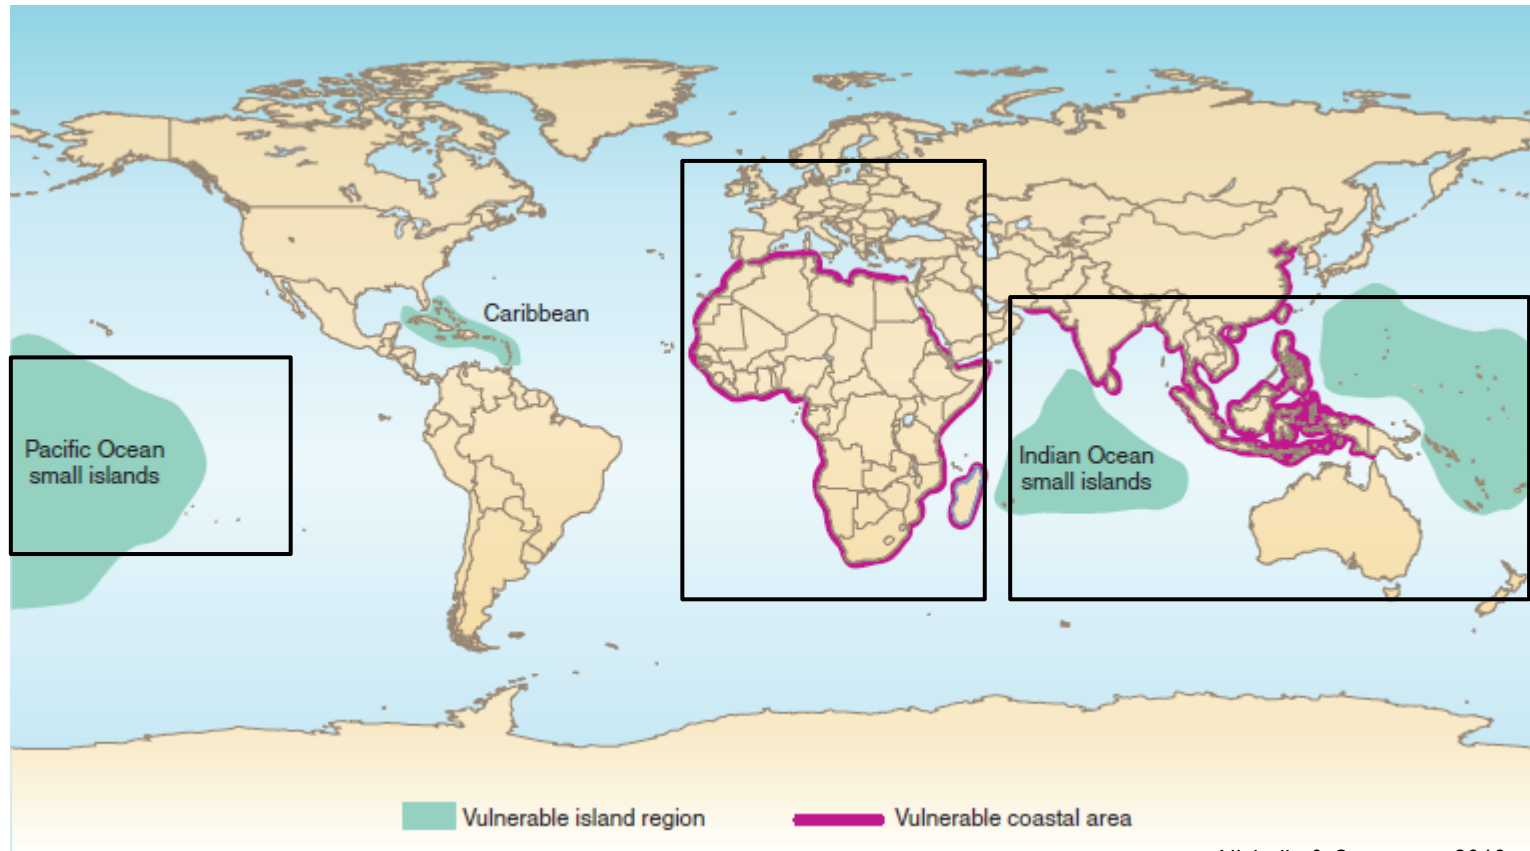 Caribbean
Pacific Ocean
small islands
Indian Ocean
small islands
Vulnerable island region
Vulnerable coastal area